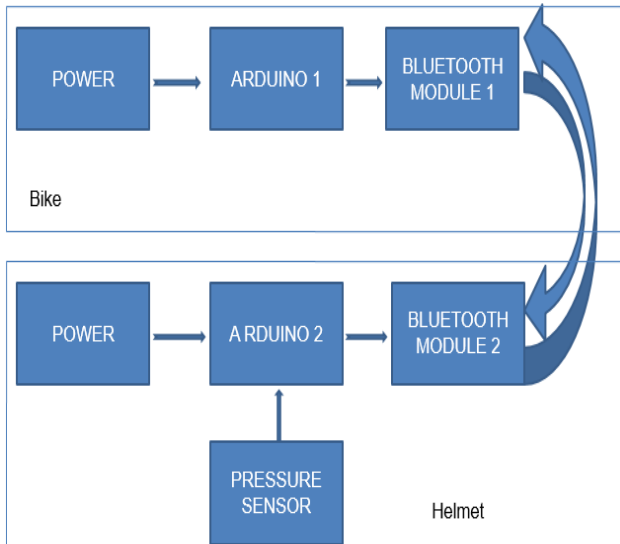 POWER
ARDUINO 1
BLUETOOTH
MODULE 1
Bike
POWER
A RDUINO 2
BLUETOOTH
MODULE 2
PRESSURE
SENSOR
Helmet